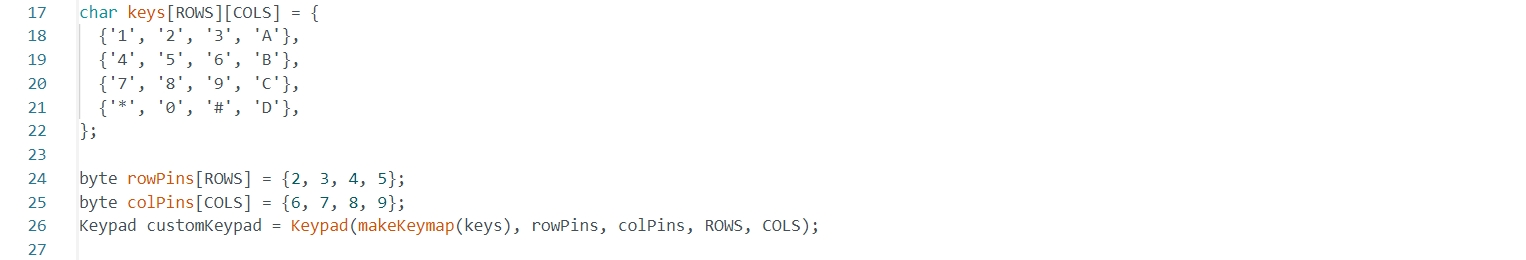 17 char keys[ROWS][COLS] = {
18 {'1', '2', '3', 'A'},
19 {'4', '5', '6', 'B'},
20 {'7', '8', '9', 'C'},
21 {'*', '0', '#', 'D'},
22 };
23
24 byte rowPins[ROWS] = {2, 3, 4, 5};
25 byte colPins[COLS] = {6, 7, 8, 9};
26 Keypad customKeypad = Keypad(makeKeymap(keys), rowPins, colPins, ROWS, COLS);
27